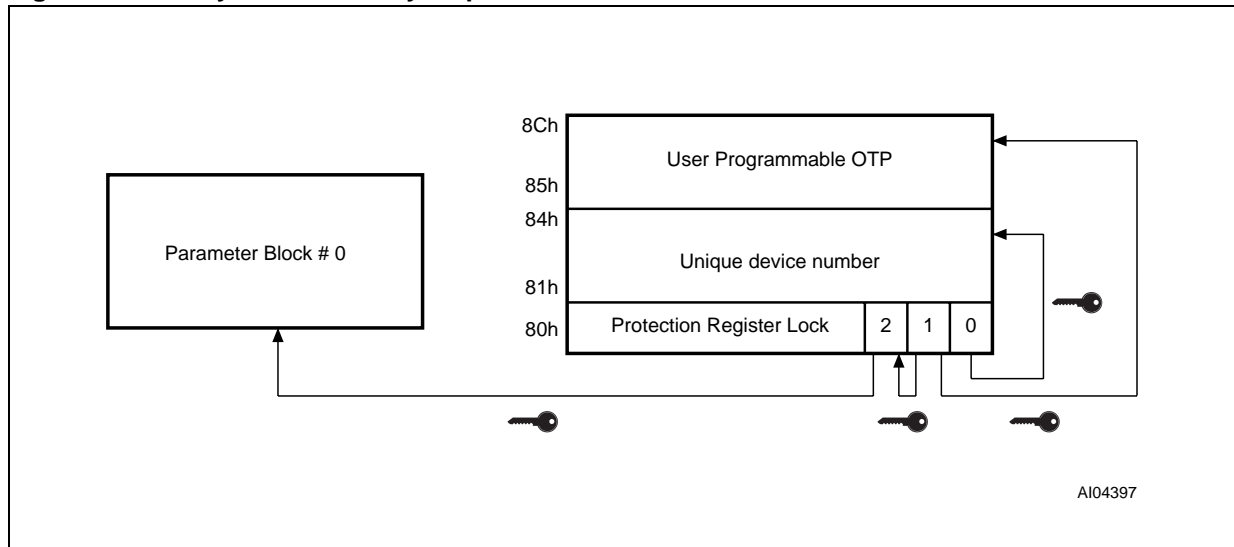 8Ch
User Programmable OTP
85h
84h
Parameter Block # 0
Unique device number
81h
80h
Protection Register Lock 2 1 0
AI04397